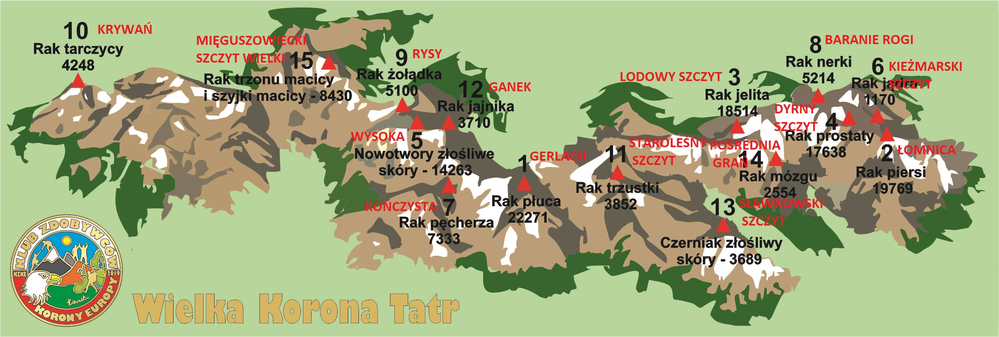 10 KRYWAŃ
Rak tarczycy
4248
MIĘGUSZOWIECKI
SZCZYT WIELKI 15
Rak trzonu macicy
i szyjki macicy - 8430
9 RYSY
Rak żołądka
5100
12 GANEK
Rak jajnika
3710
WYSOKA
5
Nowotwory złośliwe
skóry - 14263
KOŃCZYSTA 7
Rak pęcherza
7333
1 GERLACH
Rak płuca
22271
11 STAROLEŚNY
SZCZYT
Rak trzustki
3852
LODOWY SZCZYT 3
Rak jelita
18514
8 BARANIE ROGI
Rak nerki
5214
6 KIEŻMARSKI
SZCZYT
Rak jądra
1170
DYRNY
SZCZYT 4
Rak prostaty
17638
POŚREDNIA
GRAŃ 14
Rak mózgu
2554
2 ŁOMNICA
Rak piersi
19769
13 SŁAWKOWSKI
SZCZYT
Czerniak złośliwy
skóry - 3689
KLUB ZDOBYWCÓW
KZKE 2019
KORONY EUROPY
Wielka Korona Tatr